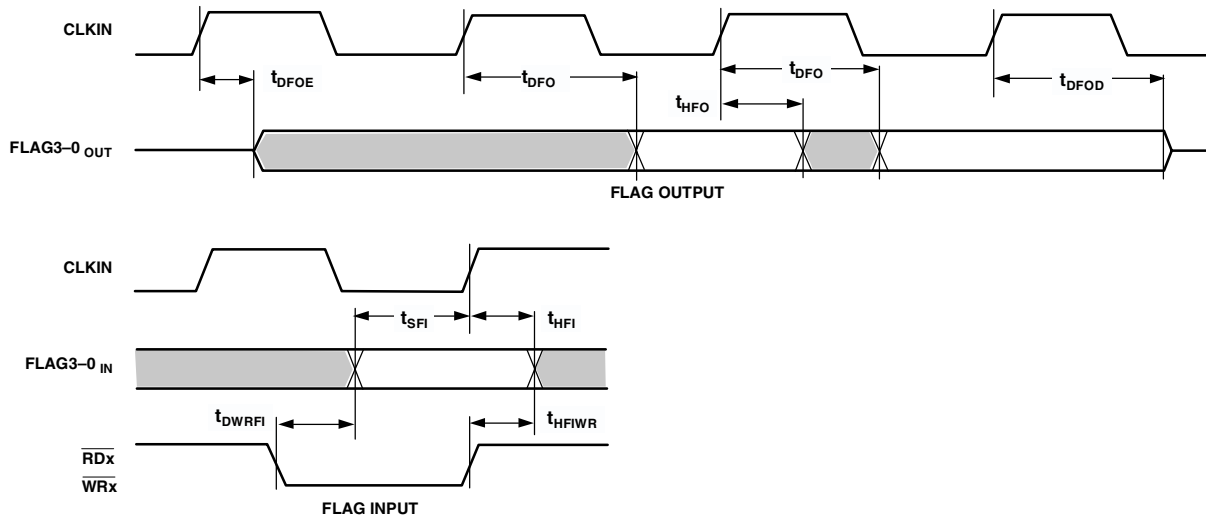 CLKIN
tDFOE
tDFO
tDFO
tHFO
tDFOD
FLAG3–0 OUT
FLAG OUTPUT
CLKIN
tSFI
tHFI
FLAG3–0 IN
tDWRFI
tHFIWR
RDx
WRx
FLAG INPUT